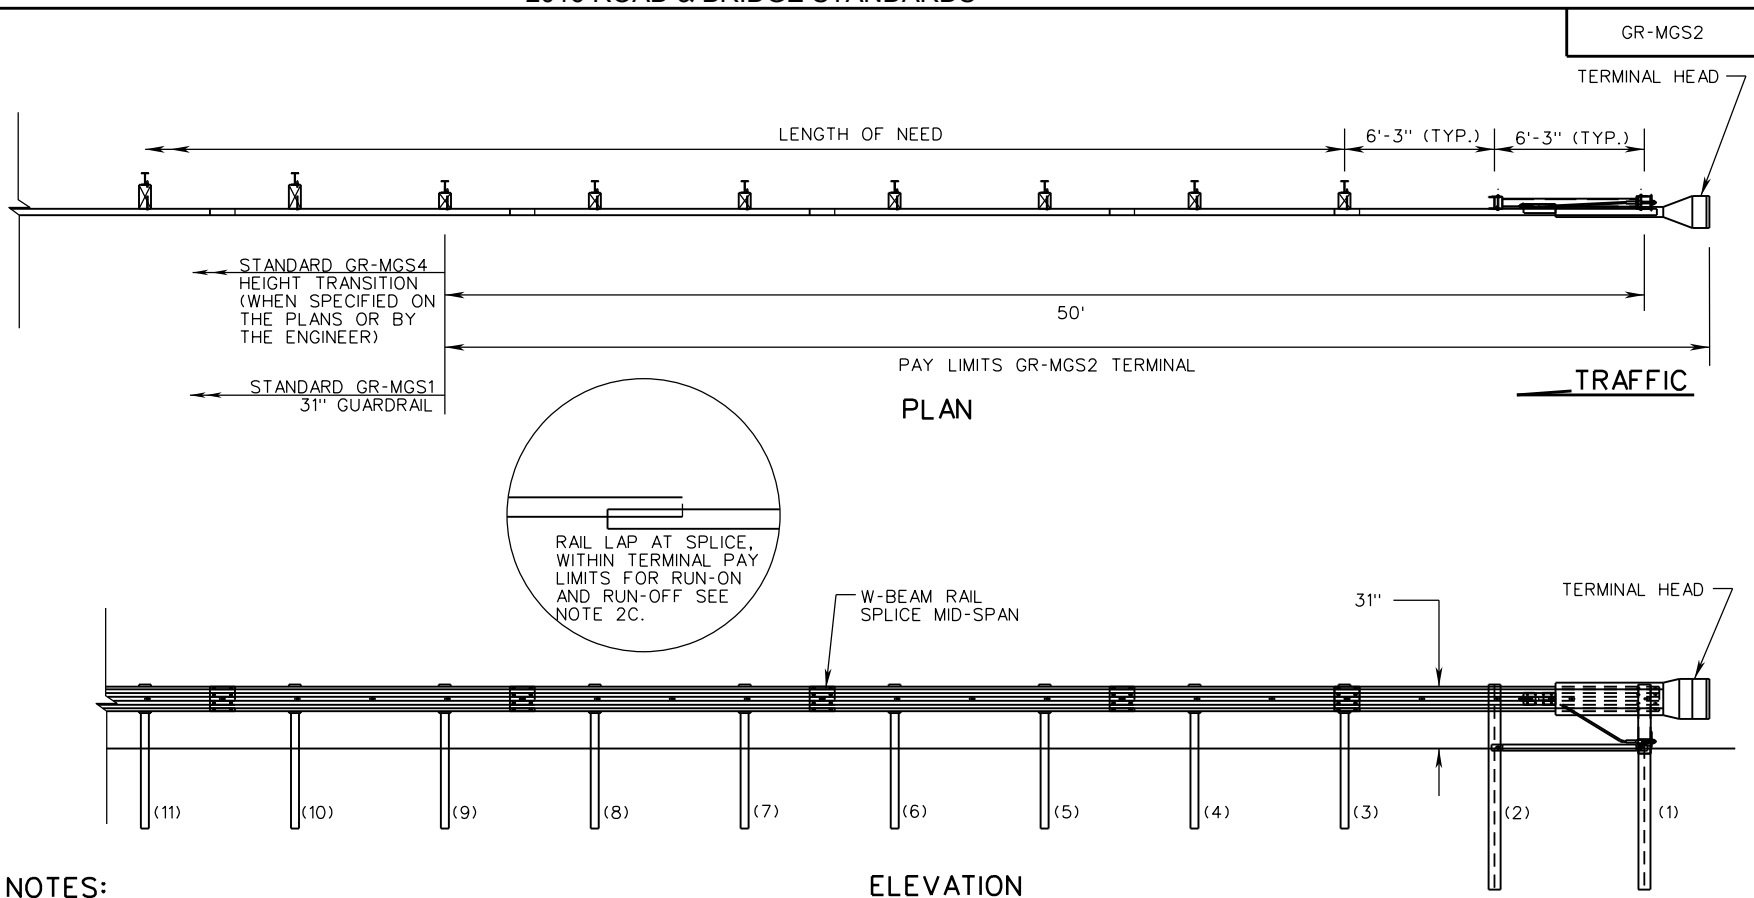 2016 ROAD & BRIDGE STANDARDS
GR-MGS2
TERMINAL HEAD
LENGTH OF NEED
6'-3" (TYP.)
6'-3" (TYP.)
STANDARD GR-MGS4
HEIGHT TRANSITION
(WHEN SPECIFIED ON
THE PLANS OR BY
THE ENGINEER)
50'
PAY LIMITS GR-MGS2 TERMINAL
STANDARD GR-MGS1
31" GUARDRAIL
TRAFFIC
PLAN
RAIL LAP AT SPLICE,
WITHIN TERMINAL PAY
LIMITS FOR RUN-ON
AND RUN-OFF SEE
NOTE 2C.
W-BEAM RAIL
SPLICE MID-SPAN
31"
TERMINAL HEAD
(11)
(10)
(9)
(8)
(7)
(6)
(5)
(4)
(3)
(2)
(1)
NOTES:
ELEVATION